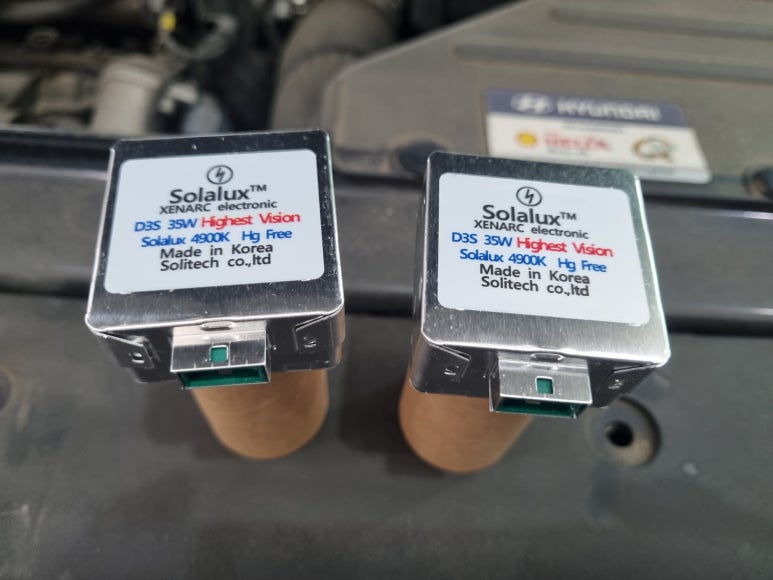 Solalux™
XENARC electronic
D3S 35W Highest Vision
Solalux 4900K Hg Free
Made in Korea
Solitech co.,ltd
Solalux™
XENARC electronic
D3S 35W Highest Vision
Solalux 4900K Hg Free
Made in Korea
Solitech co.,ltd
HYUNDAI